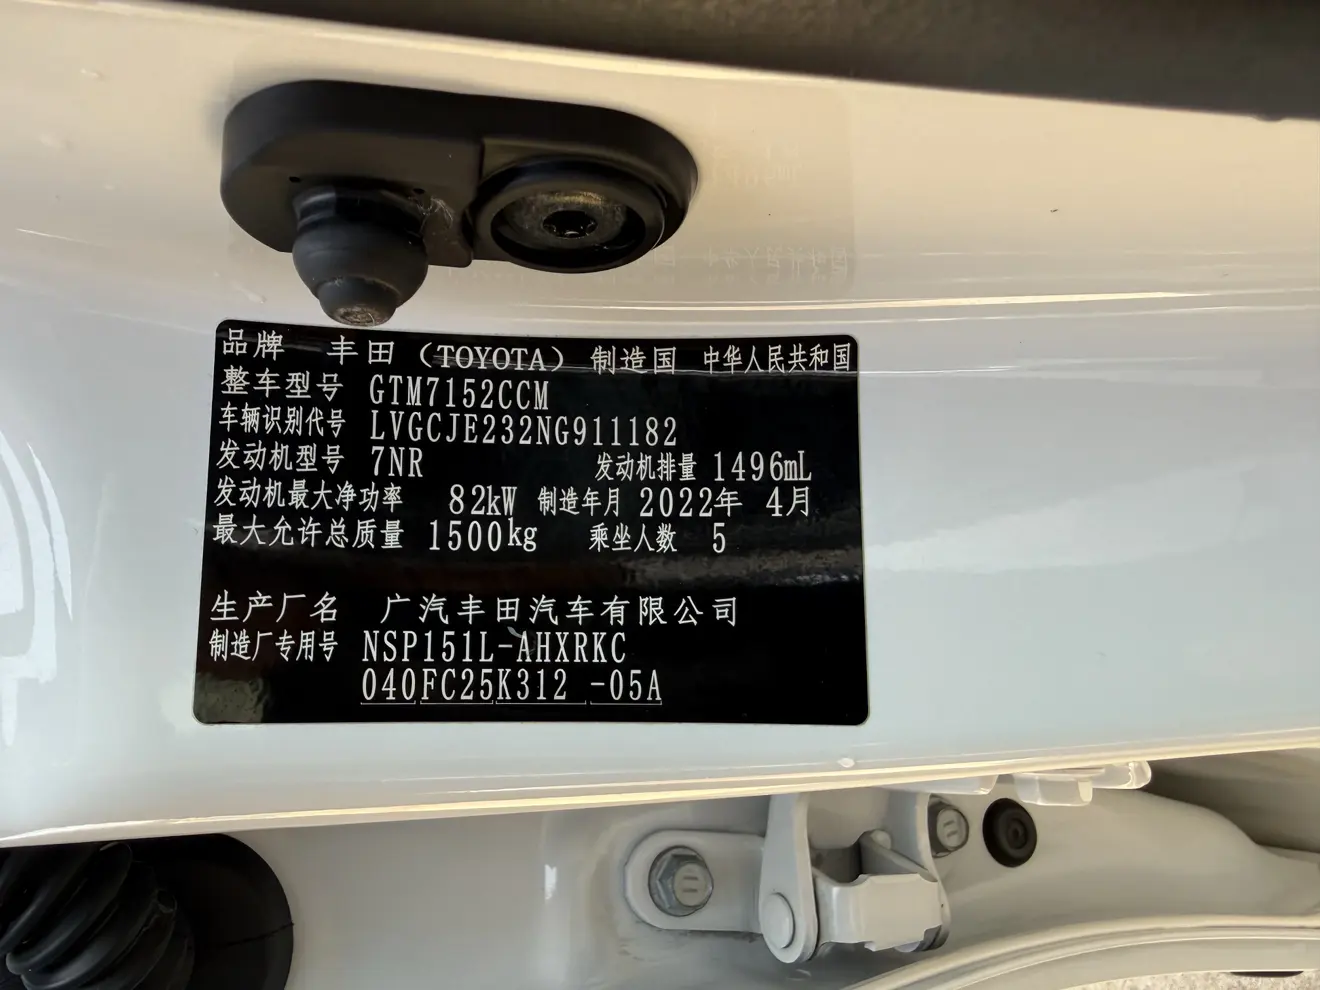 品牌 丰田（TOYOTA） 制造国 中华人民共和国
整车型号 GTM7152CCM
车辆识别代号 LVGCJE232NG911182
发动机型号 7NR 发动机排量 1496mL
发动机最大净功率 82kW 制造年月 2022年 4月
最大允许总质量 1500kg 乘坐人数 5
生产厂名 广汽丰田汽车有限公司
制造厂专用号 NSP151L-AHXRKC
040FC25K312 -05A